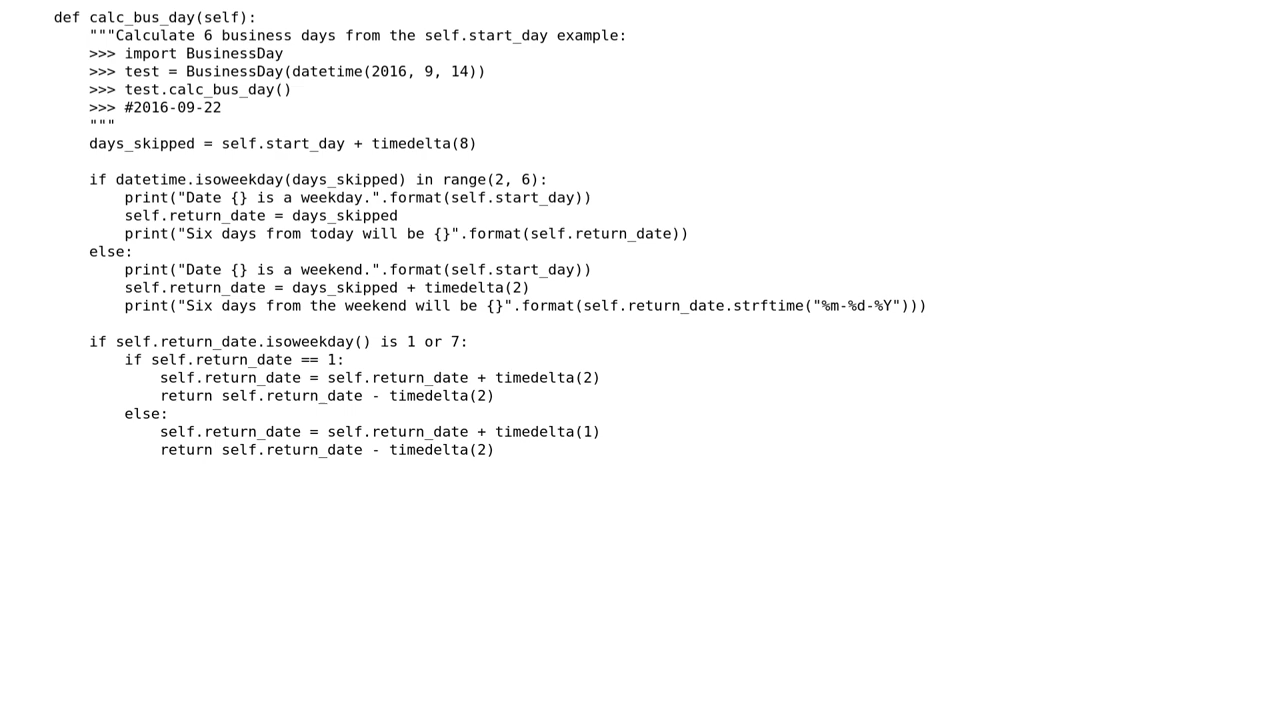 def calc_bus_day(self):
    """Calculate 6 business days from the self.start_day example:
    >>> import BusinessDay
    >>> test = BusinessDay(datetime(2016, 9, 14))
    >>> test.calc_bus_day()
    >>> #2016-09-22
    """
    days_skipped = self.start_day + timedelta(8)

    if datetime.isoweekday(days_skipped) in range(2, 6):
        print("Date {} is a weekday.".format(self.start_day))
        self.return_date = days_skipped
        print("Six days from today will be {}".format(self.return_date))
    else:
        print("Date {} is a weekend.".format(self.start_day))
        self.return_date = days_skipped + timedelta(2)
        print("Six days from the weekend will be {}".format(self.return_date.strftime("%m-%d-%Y")))

    if self.return_date.isoweekday() is 1 or 7:
        if self.return_date == 1:
            self.return_date = self.return_date + timedelta(2)
            return self.return_date - timedelta(2)
        else:
            self.return_date = self.return_date + timedelta(1)
            return self.return_date - timedelta(2)